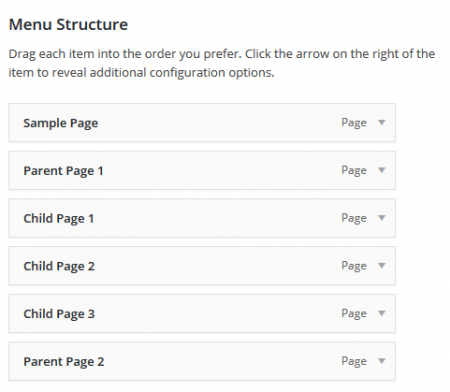 Menu Structure
Drag each item into the order you prefer. Click the arrow on the right of the
item to reveal additional configuration options.
Sample Page Page
Parent Page 1 Page
Child Page 1 Page
Child Page 2 Page
Child Page 3 Page
Parent Page 2 Page